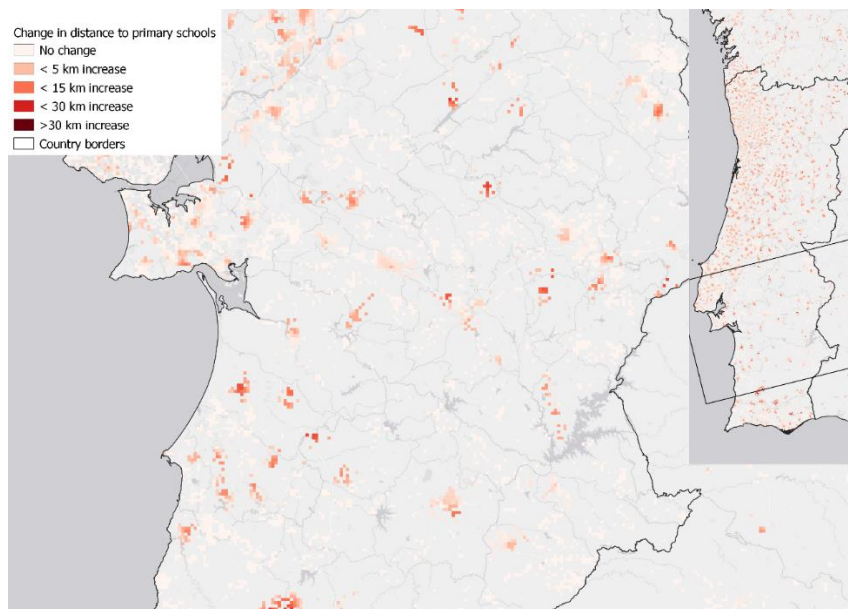 Change in distance to primary schools
No change
< 5 km increase
< 15 km increase
< 30 km increase
>30 km increase
Country borders